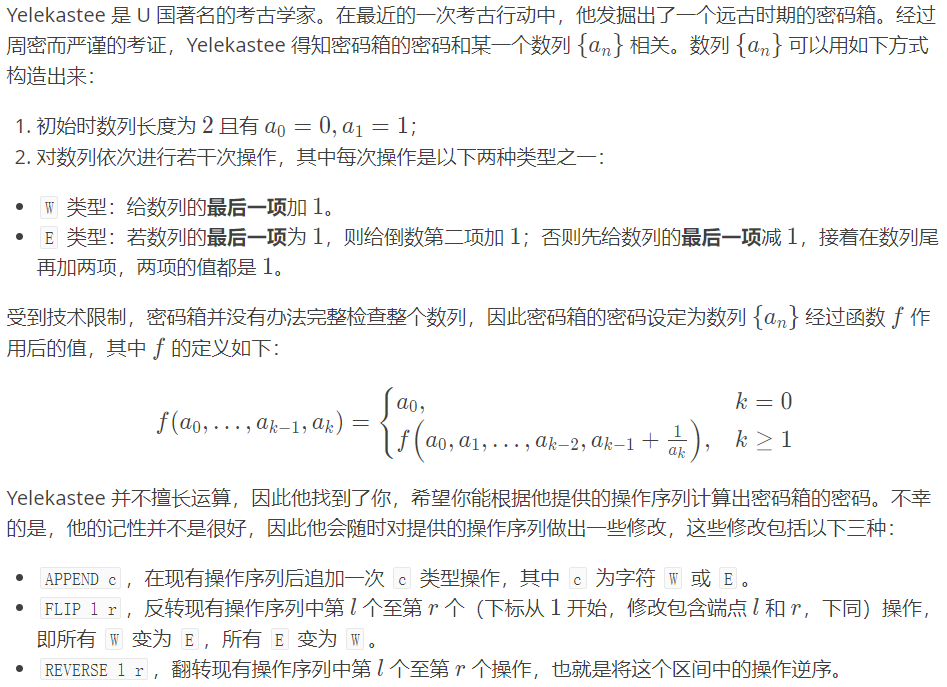 Yelekastee 是 U 国著名的考古学家。在最近的一次考古行动中，他发掘出了一个远古时期的密码箱。经过
周密而严谨的考证，Yelekastee 得知密码箱的密码和某一个数列 {a_n} 相关。数列 {a_n} 可以用如下方式
构造出来：
1. 初始时数列长度为 2 且有 a_0 = 0, a_1 = 1；
2. 对数列依次进行若干次操作，其中每次操作是以下两种类型之一：
• W 类型：给数列的最后一项加 1。
• E 类型：若数列的最后一项为 1，则给倒数第二项加 1；否则先给数列的最后一项减 1，接着在数列尾
再加两项，两项的值都是 1。
受到技术限制，密码箱并没有办法完整检查整个数列，因此密码箱的密码设定为数列 {a_n} 经过函数 f 作
用后的值，其中 f 的定义如下：
f(a_0, …, a_{k-1}, a_k) = { a_0, k = 0
f(a_0, a_1, …, a_{k-2}, a_{k-1} + 1/a_k), k ≥ 1
Yelekastee 并不擅长运算，因此他找到了你，希望你能根据他提供的操作序列计算出密码箱的密码。不幸
的是，他的记性并不是很好，因此他会随时对提供的操作序列做出一些修改，这些修改包括以下三种：
• APPEND c ，在现有操作序列后追加一次 c 类型操作，其中 c 为字符 W 或 E 。
• FLIP l r ，反转现有操作序列中第 l 个至第 r 个（下标从 1 开始，修改包含端点 l 和 r，下同）操作，
即所有 W 变为 E ，所有 E 变为 W 。
• REVERSE l r ，翻转现有操作序列中第 l 个至第 r 个操作，也就是将这个区间中的操作逆序。